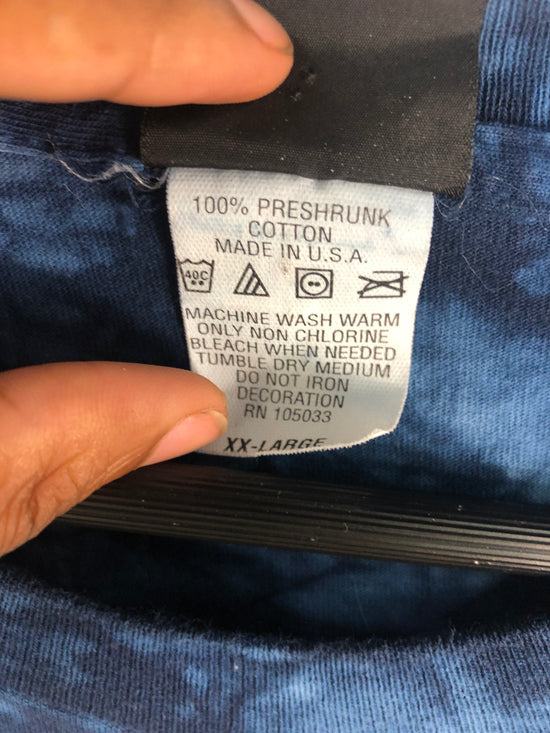 100% PRESHRUNK
COTTON
MADE IN U.S.A.
40C
MACHINE WASH WARM
ONLY NON CHLORINE
BLEACH WHEN NEEDED
TUMBLE DRY MEDIUM
DO NOT IRON
DECORATION
RN 105033
XX-LARGE